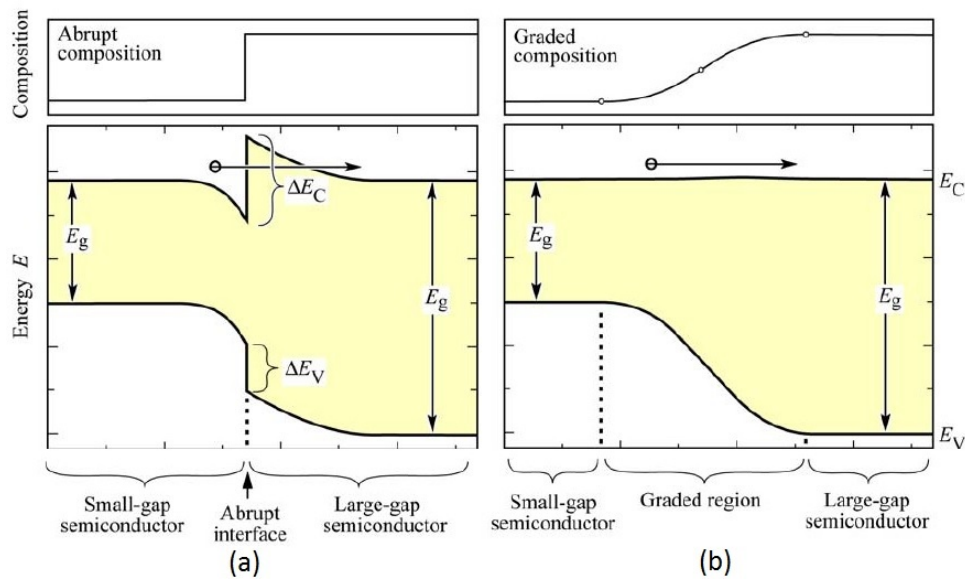 Composition
Abrupt
composition
Energy E
ΔE_C
E_g
E_g
ΔE_V
Small-gap
semiconductor
Abrupt
interface
Large-gap
semiconductor
(a)
Graded
composition
E_C
E_g
E_g
E_V
Small-gap
semiconductor
Graded region
Large-gap
semiconductor
(b)